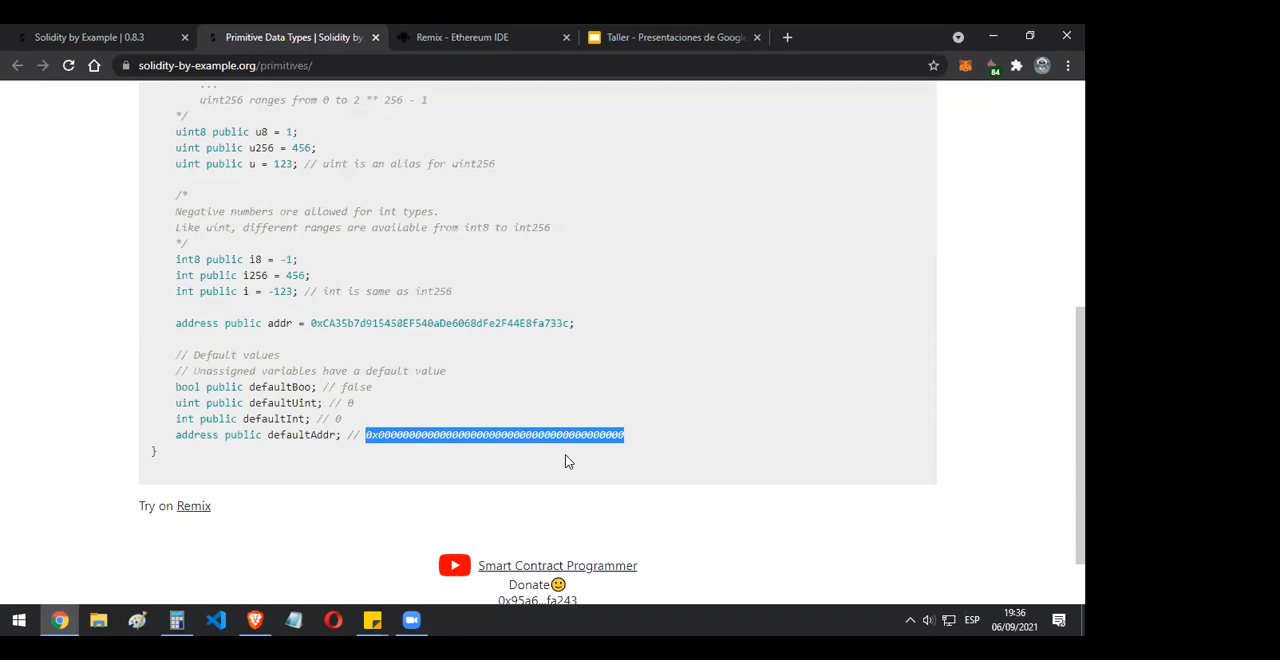 Solidity by Example | 0.8.3
Primitive Data Types | Solidity by
Remix - Ethereum IDE
Taller - Presentaciones de Google
solidity-by-example.org/primitives/
84
...
uint256 ranges from 0 to 2 ** 256 - 1
*/
uint8 public u8 = 1;
uint public u256 = 456;
uint public u = 123; // uint is an alias for uint256
/*
Negative numbers are allowed for int types.
Like uint, different ranges are available from int8 to int256
*/
int8 public i8 = -1;
int public i256 = 456;
int public i = -123; // int is same as int256
address public addr = 0xCA35b7d915458EF540aDe6068dFe2F44E8fa733c;
// Default values
// Unassigned variables have a default value
bool public defaultBoo; // false
uint public defaultUint; // 0
int public defaultInt; // 0
address public defaultAddr; // 0x0000000000000000000000000000000000000000
}
Try on Remix
Smart Contract Programmer
Donate
0x95a6...fa243
ESP
19:36
06/09/2021